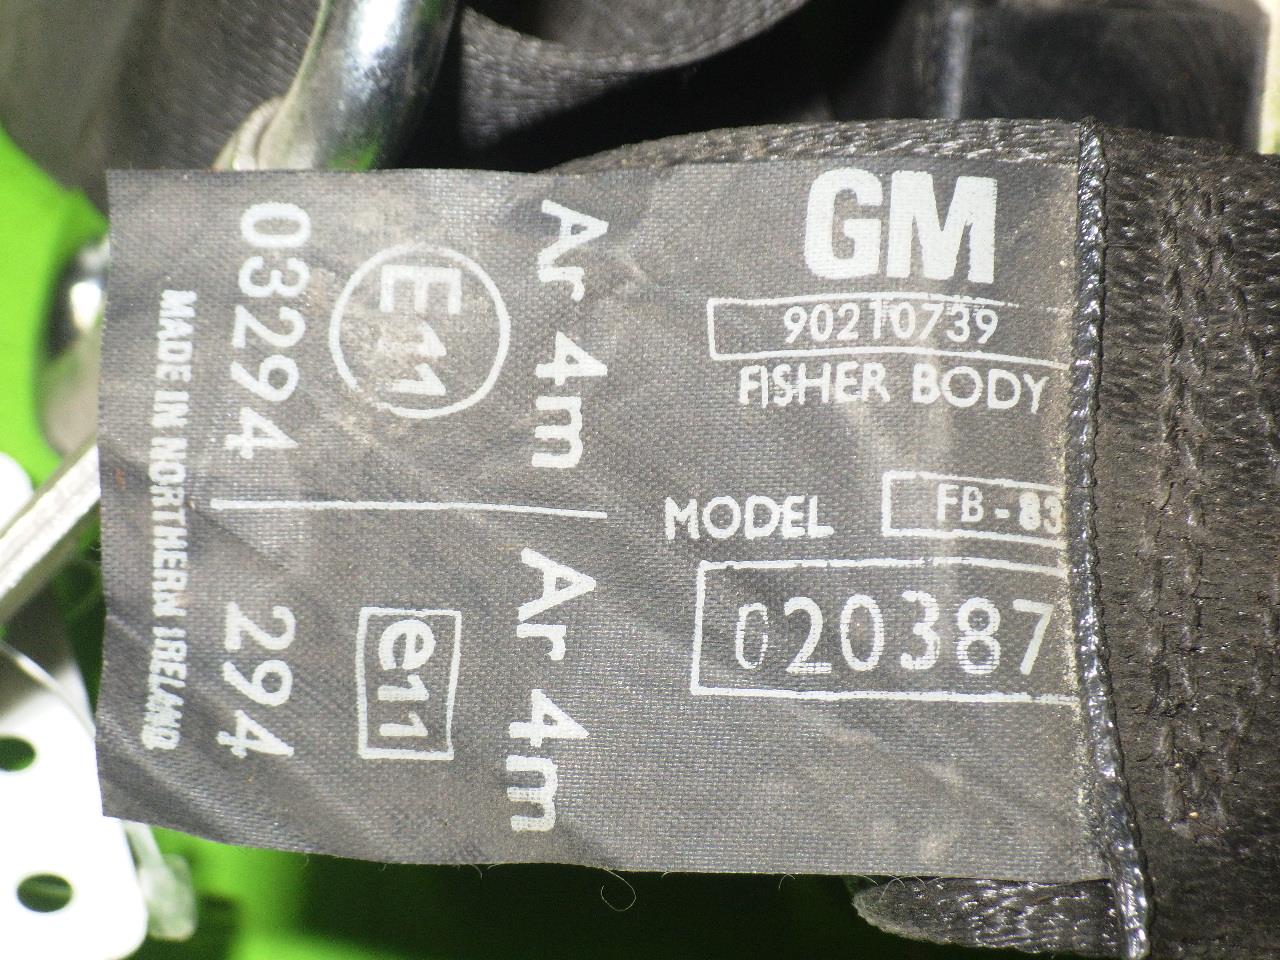 GM
90210739
FISHER BODY
MODEL FB-83
020387
Ar 4m Ar 4m
E11 e11
03294 294
MADE IN NORTHERN IRELAND